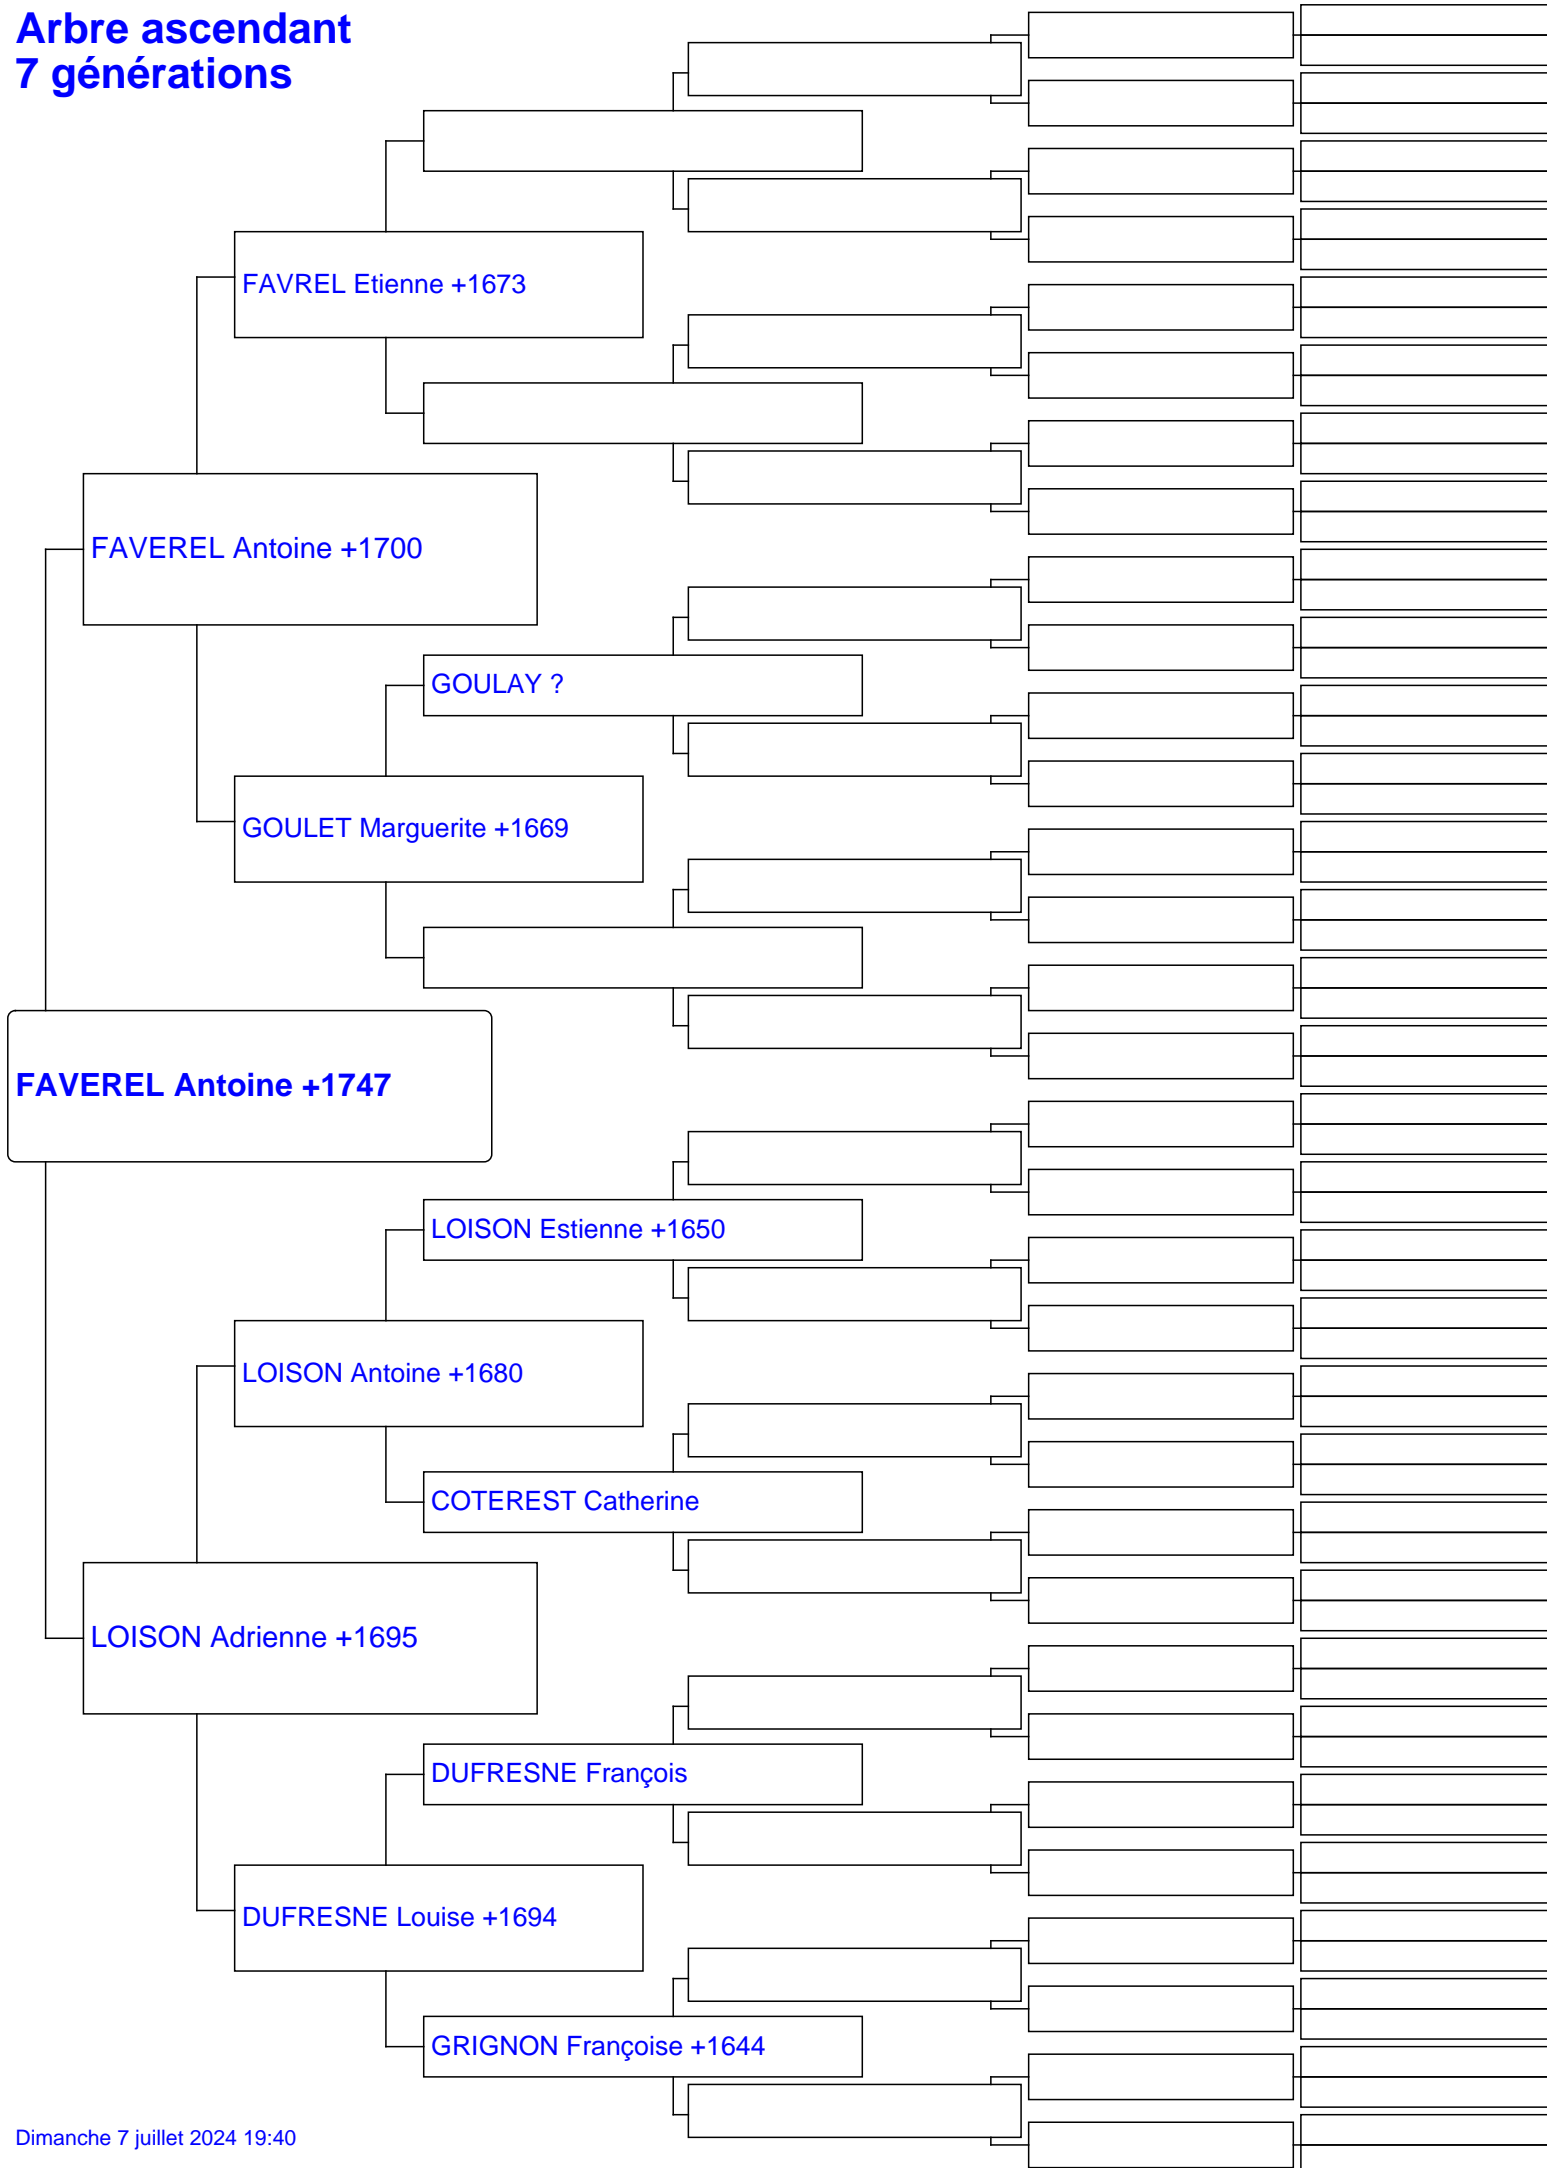 Arbre ascendant
7 générations
FAVREL Etienne +1673
FAVEREL Antoine +1700
GOULAY ?
GOULET Marguerite +1669
FAVEREL Antoine +1747
LOISON Estienne +1650
LOISON Antoine +1680
COTEREST Catherine
LOISON Adrienne +1695
DUFRESNE François
DUFRESNE Louise +1694
GRIGNON Françoise +1644
Dimanche 7 juillet 2024 19:40